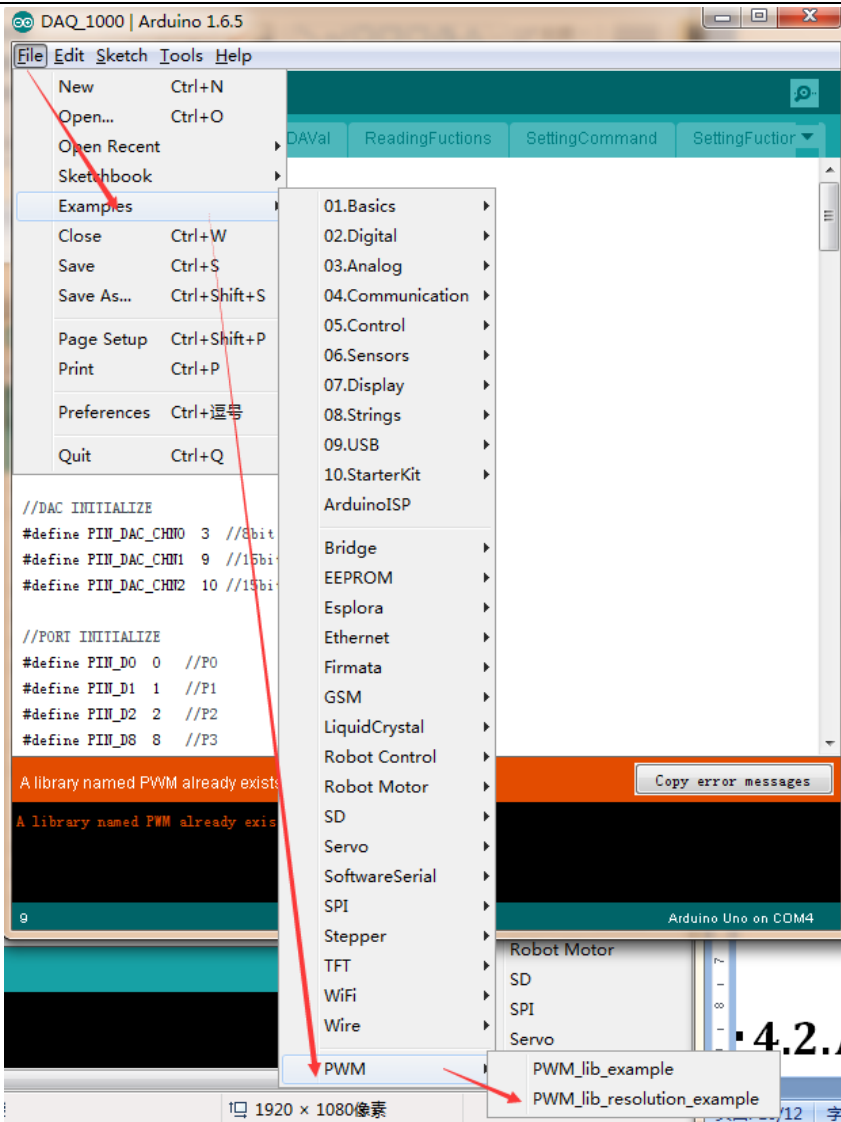 DAQ_1000 | Arduino 1.6.5
File Edit Sketch Tools Help
New Ctrl+N
Open... Ctrl+O
Open Recent
Sketchbook
Examples
Close Ctrl+W
Save Ctrl+S
Save As... Ctrl+Shift+S
Page Setup Ctrl+Shift+P
Print Ctrl+P
Preferences Ctrl+逗号
Quit Ctrl+Q
DAVal ReadingFuctions SettingCommand SettingFuction
01.Basics
02.Digital
03.Analog
04.Communication
05.Control
06.Sensors
07.Display
08.Strings
09.USB
10.StarterKit
ArduinoISP
Bridge
EEPROM
Esplora
Ethernet
Firmata
GSM
LiquidCrystal
Robot Control
Robot Motor
SD
Servo
SoftwareSerial
SPI
Stepper
TFT
WiFi
Wire
PWM
PWM_lib_example
PWM_lib_resolution_example
//DAC INITIALIZE
#define PIN_DAC_CHN0 3 //8bit
#define PIN_DAC_CHN1 9 //15bi
#define PIN_DAC_CHN2 10 //15bi
//PORT INITIALIZE
#define PIN_D0 0 //P0
#define PIN_D1 1 //P1
#define PIN_D2 2 //P2
#define PIN_D8 8 //P3
A library named PWM already exists
Copy error messages
A library named PWM already exis
9
Arduino Uno on COM4
Robot Motor
SD
SPI
Servo
7
8
4.2.
1920 × 1080像素
/12 字